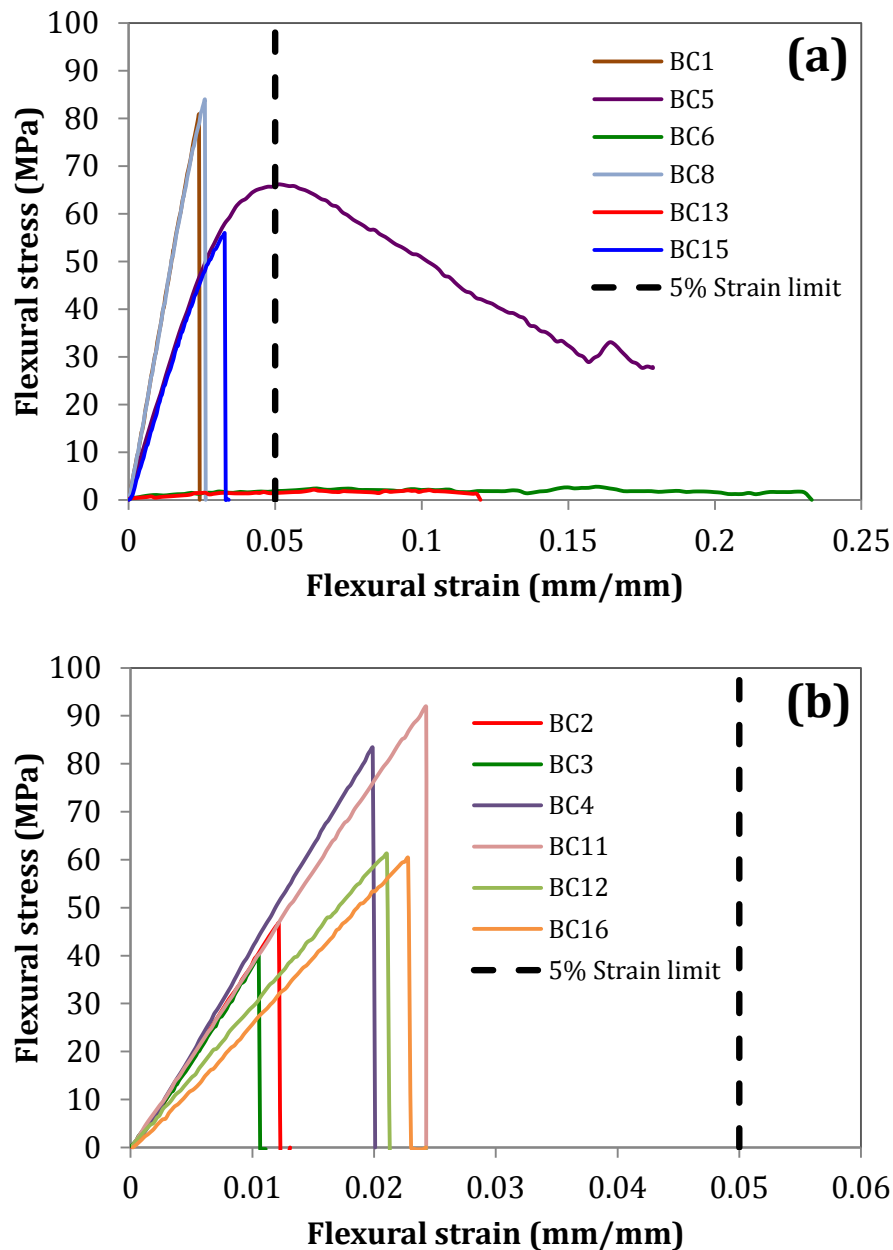 (a)
Flexural stress (MPa)
100
90
80
70
60
50
40
30
20
10
0
BC1
BC5
BC6
BC8
BC13
BC15
5% Strain limit
0 0.05 0.1 0.15 0.2 0.25
Flexural strain (mm/mm)
(b)
Flexural stress (MPa)
100
90
80
70
60
50
40
30
20
10
0
BC2
BC3
BC4
BC11
BC12
BC16
5% Strain limit
0 0.01 0.02 0.03 0.04 0.05 0.06
Flexural strain (mm/mm)